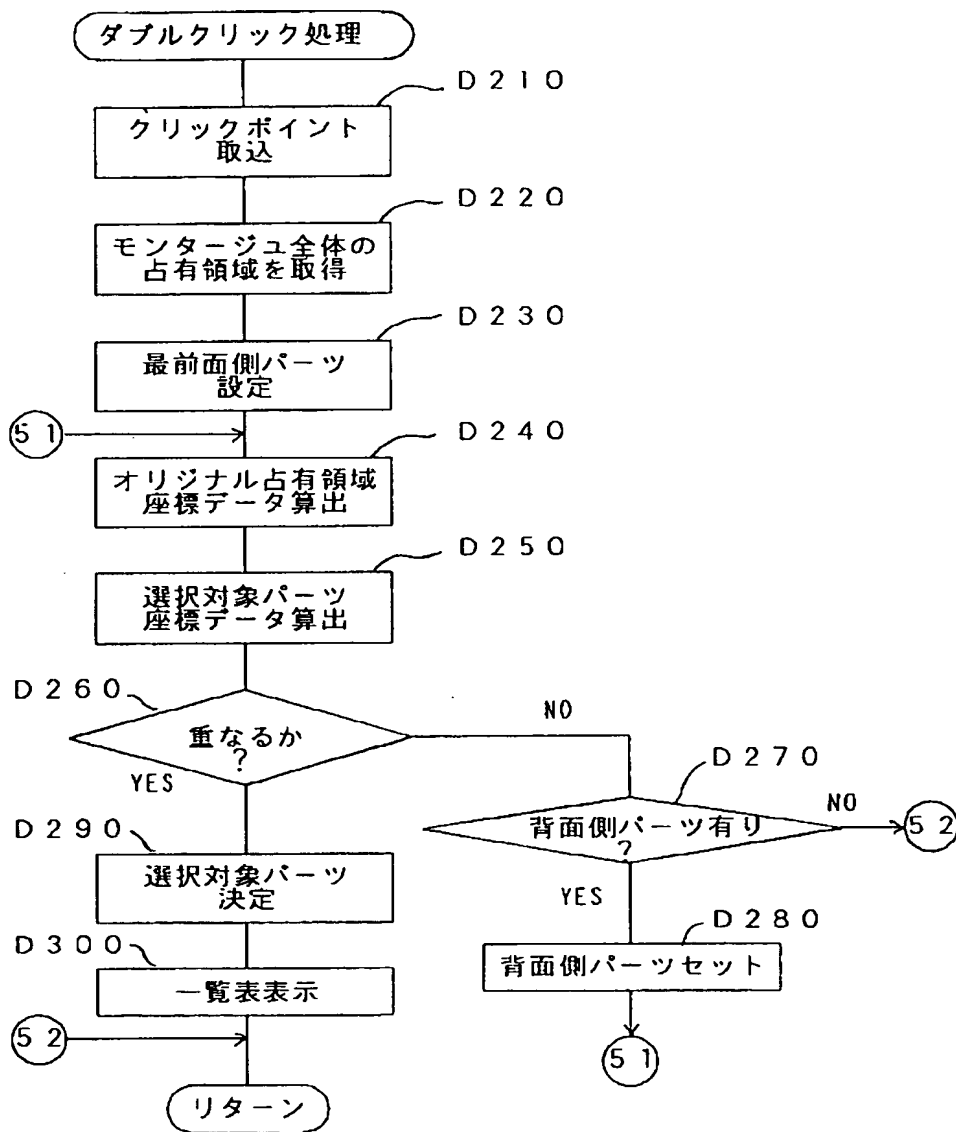 ダブルクリック処理
D210
クリックポイント
取込
D220
モンタージュ全体の
占有領域を取得
D230
最前面側パーツ
設定
51
D240
オリジナル占有領域
座標データ算出
D250
選択対象パーツ
座標データ算出
D260
重なるか
?
NO
YES
D270
背面側パーツ有り
?
NO
52
YES
D280
背面側パーツセット
51
D290
選択対象パーツ
決定
D300
一覧表表示
52
リターン